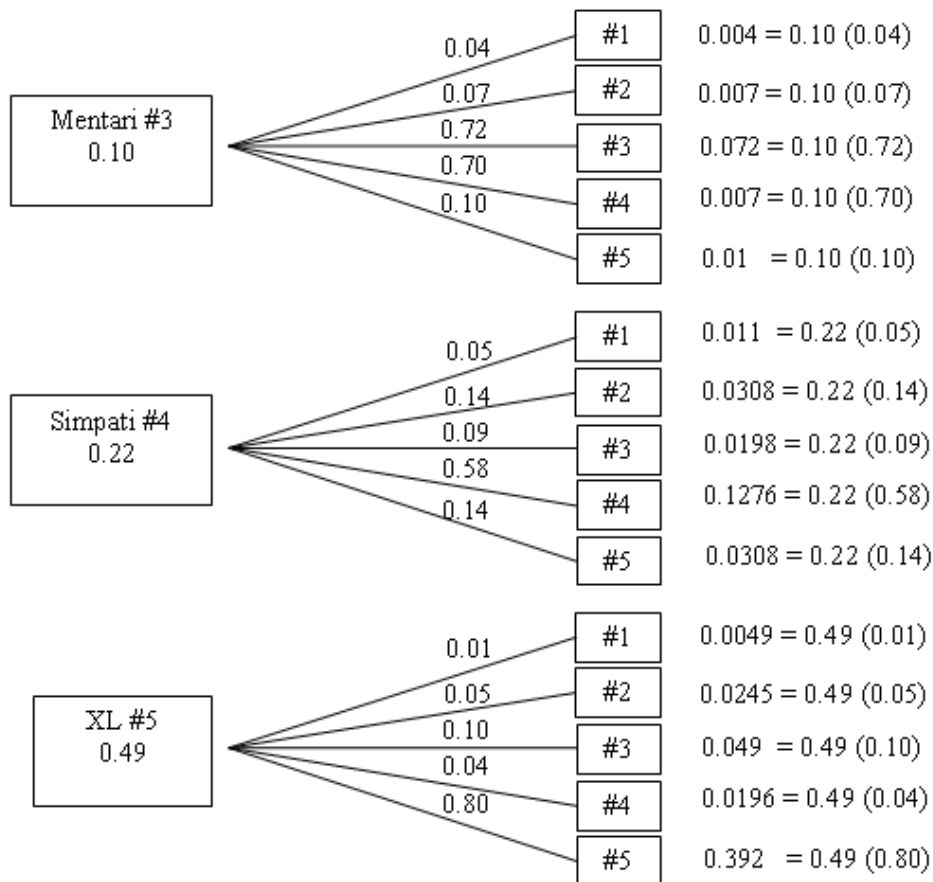 0.04 #1 0.004 = 0.10 (0.04)
0.07 #2 0.007 = 0.10 (0.07)
Mentari #3
0.10
0.72 #3 0.072 = 0.10 (0.72)
0.70 #4 0.007 = 0.10 (0.70)
0.10 #5 0.01 = 0.10 (0.10)
0.05 #1 0.011 = 0.22 (0.05)
0.14 #2 0.0308 = 0.22 (0.14)
Simpati #4
0.22
0.09 #3 0.0198 = 0.22 (0.09)
0.58 #4 0.1276 = 0.22 (0.58)
0.14 #5 0.0308 = 0.22 (0.14)
0.01 #1 0.0049 = 0.49 (0.01)
0.05 #2 0.0245 = 0.49 (0.05)
XL #5
0.49
0.10 #3 0.049 = 0.49 (0.10)
0.04 #4 0.0196 = 0.49 (0.04)
0.80 #5 0.392 = 0.49 (0.80)